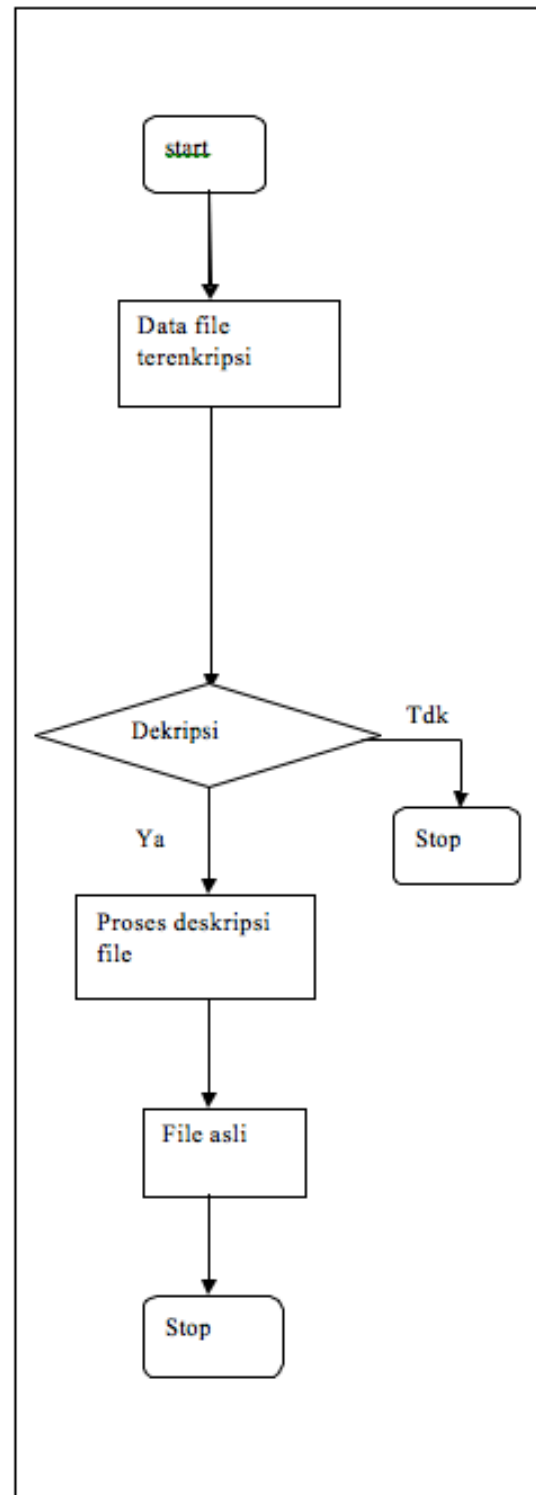 start
Data file
terenkripsi
Dekripsi
Tdk
Stop
Ya
Proses deskripsi
file
File asli
Stop